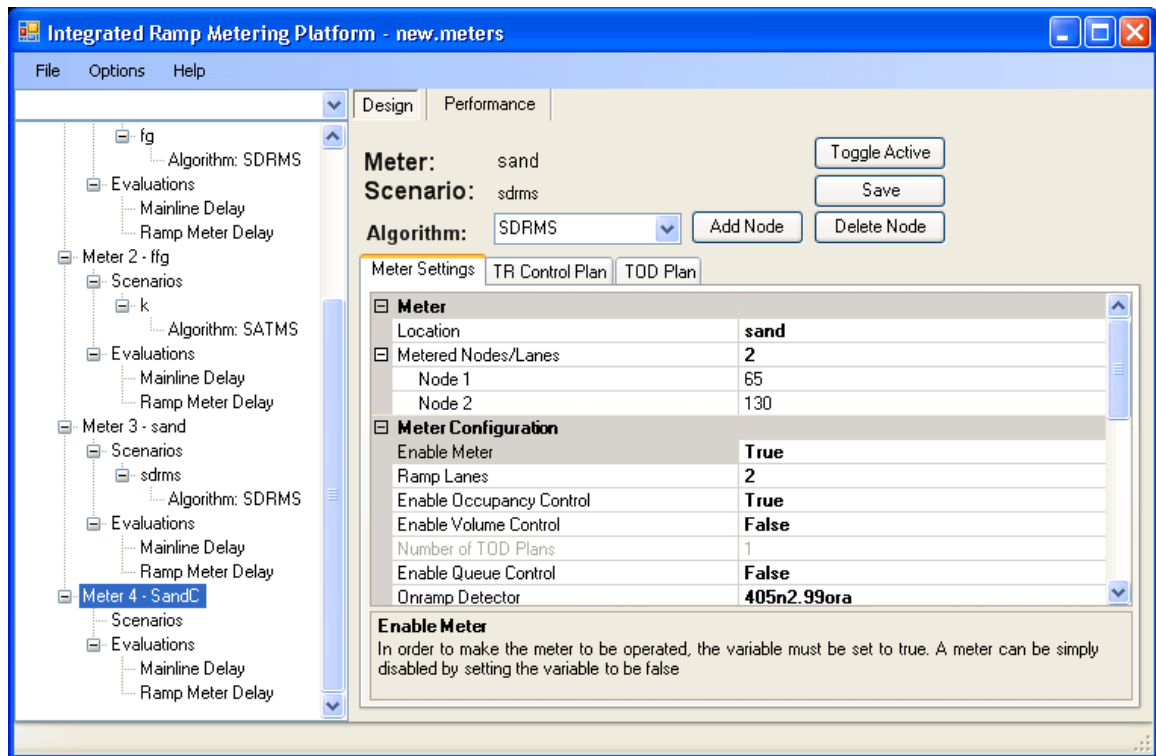 Integrated Ramp Metering Platform - new.meters
File Options Help
Design Performance
fg
Algorithm: SDRMS
Evaluations
Mainline Delay
Ramp Meter Delay
Meter 2 - ffg
Scenarios
k
Algorithm: SATMS
Evaluations
Mainline Delay
Ramp Meter Delay
Meter 3 - sand
Scenarios
sdrms
Algorithm: SDRMS
Evaluations
Mainline Delay
Ramp Meter Delay
Meter 4 - SandC
Scenarios
Evaluations
Mainline Delay
Ramp Meter Delay
Meter: sand
Scenario: sdrms
Algorithm: SDRMS
Add Node
Toggle Active
Save
Delete Node
Meter Settings TR Control Plan TOD Plan
Meter
Location sand
Metered Nodes/Lanes 2
Node 1 65
Node 2 130
Meter Configuration
Enable Meter True
Ramp Lanes 2
Enable Occupancy Control True
Enable Volume Control False
Number of TOD Plans 1
Enable Queue Control False
Onramp Detector 405n2.99ora
Enable Meter
In order to make the meter to be operated, the variable must be set to true. A meter can be simply
disabled by setting the variable to be false